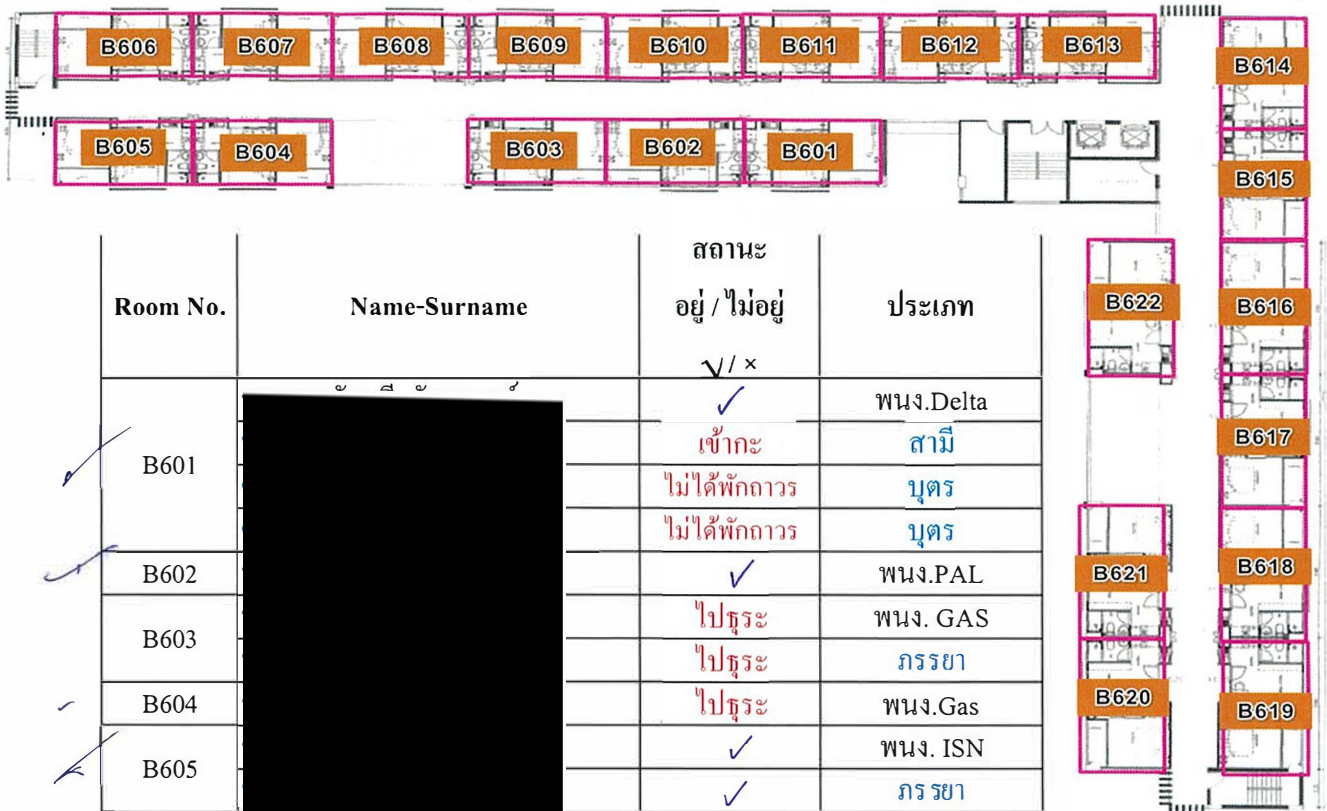 B606 B607 B608 B609 B610 B611 B612 B613
B614
B605 B604 B603 B602 B601
B615
B622 B616
B617
B621 B618
B620 B619
Room No. Name-Surname สถานะ อยู่ / ไม่อยู่ √/ × ประเภท
B601 ✓ พนง.Delta
เข้ากะ สามี
ไม่ได้พักถาวร บุตร
ไม่ได้พักถาวร บุตร
B602 ✓ พนง.PAL
B603 ไปธุระ พนง. GAS
ไปธุระ ภรรยา
B604 ไปธุระ พนง.Gas
B605 ✓ พนง. ISN
✓ ภรรยา